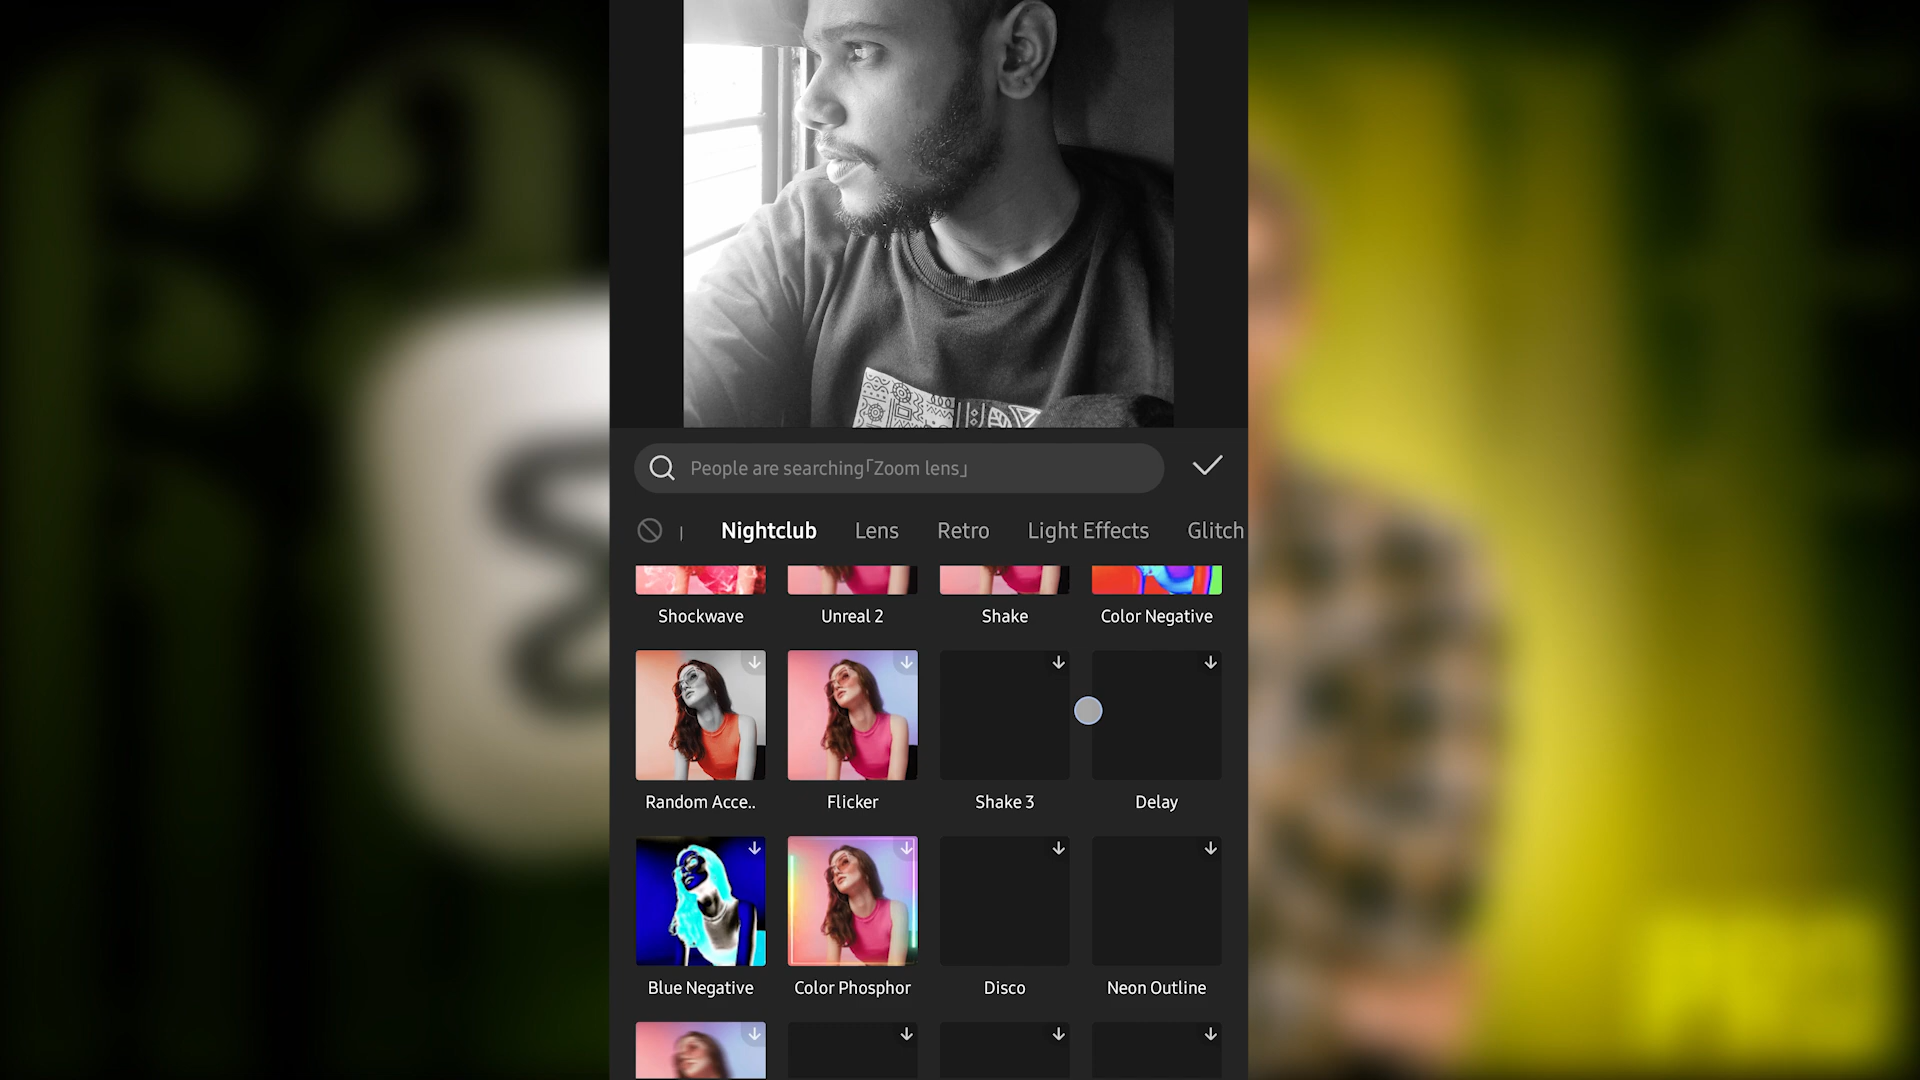 People are searching「Zoom lens」
Nightclub Lens Retro Light Effects Glitch
Shockwave Unreal 2 Shake Color Negative
Random Acce.. Flicker Shake 3 Delay
Blue Negative Color Phosphor Disco Neon Outline